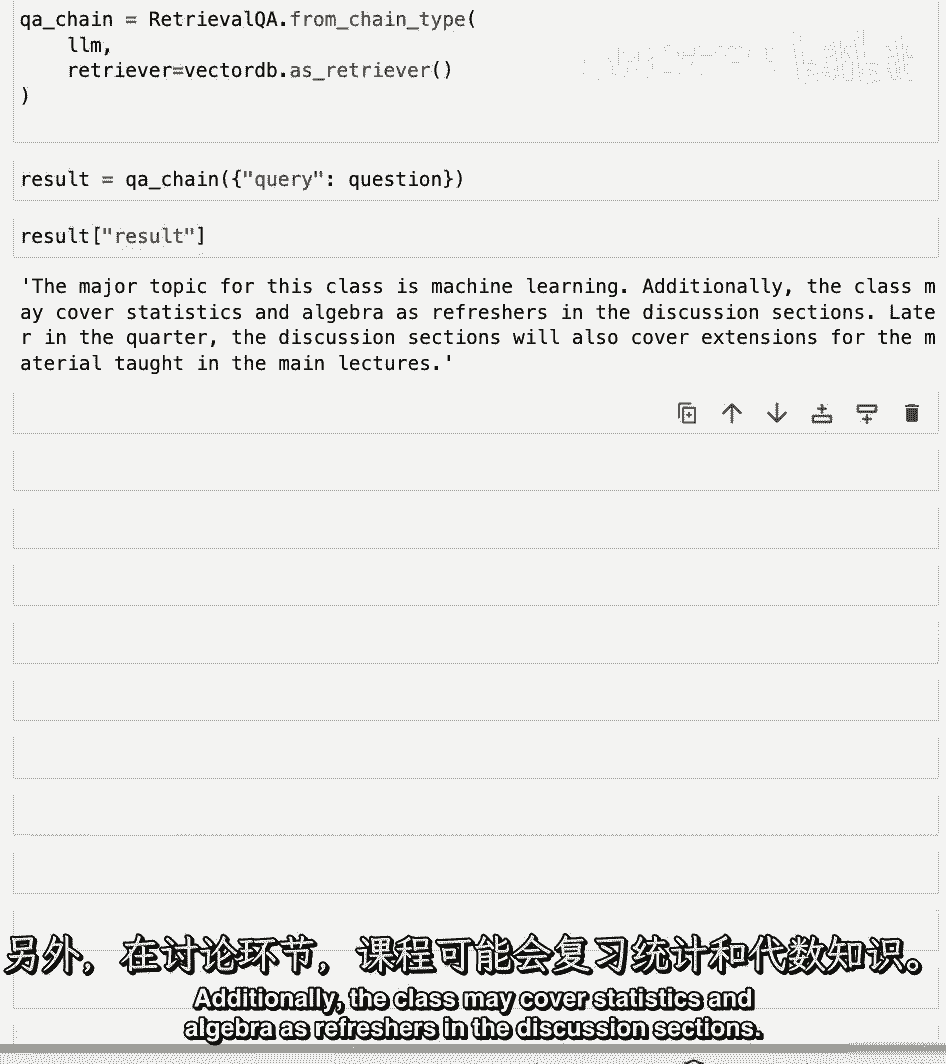 qa_chain = RetrievalQA.from_chain_type(
    llm,
    retriever=vectordb.as_retriever()
)
result = qa_chain({"query": question})
result["result"]
'The major topic for this class is machine learning. Additionally, the class m
ay cover statistics and algebra as refreshers in the discussion sections. Late
r in the quarter, the discussion sections will also cover extensions for the m
aterial taught in the main lectures.'
另外，在讨论环节，课程可能会复习统计和代数知识。
Additionally, the class may cover statistics and
algebra as refreshers in the discussion sections.